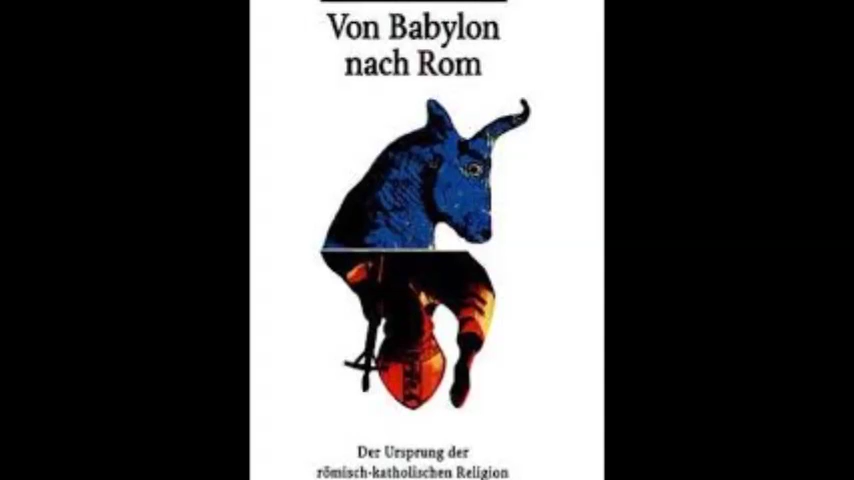 Von Babylon
nach Rom
Der Ursprung der
römisch-katholischen Religion